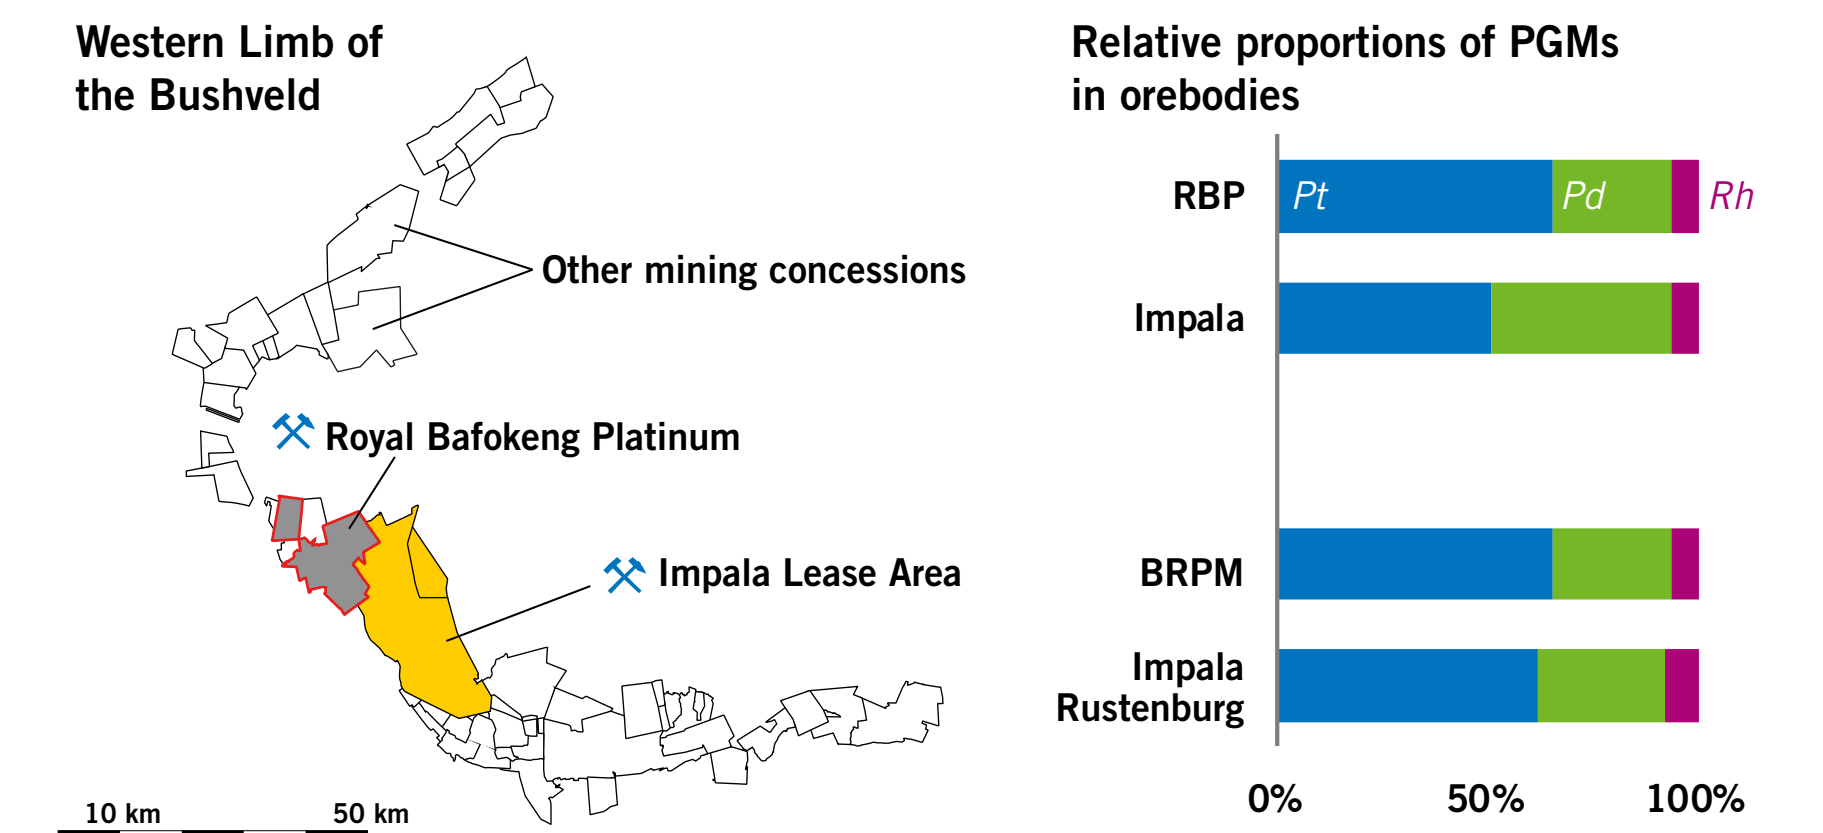 Western Limb of
the Bushveld
Other mining concessions
Royal Bafokeng Platinum
Impala Lease Area
10 km
50 km
Relative proportions of PGMs
in orebodies
RBP
Pt
Pd
Rh
Impala
BRPM
Impala
Rustenburg
0%
50%
100%